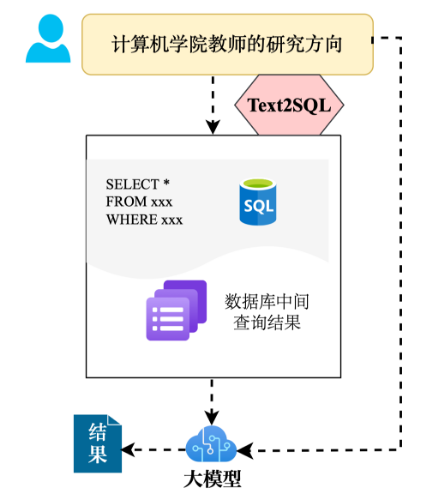 计算机学院教师的研究方向
Text2SQL
SELECT *
FROM xxx
WHERE xxx
SQL
数据库中间
查询结果
结
果
大模型